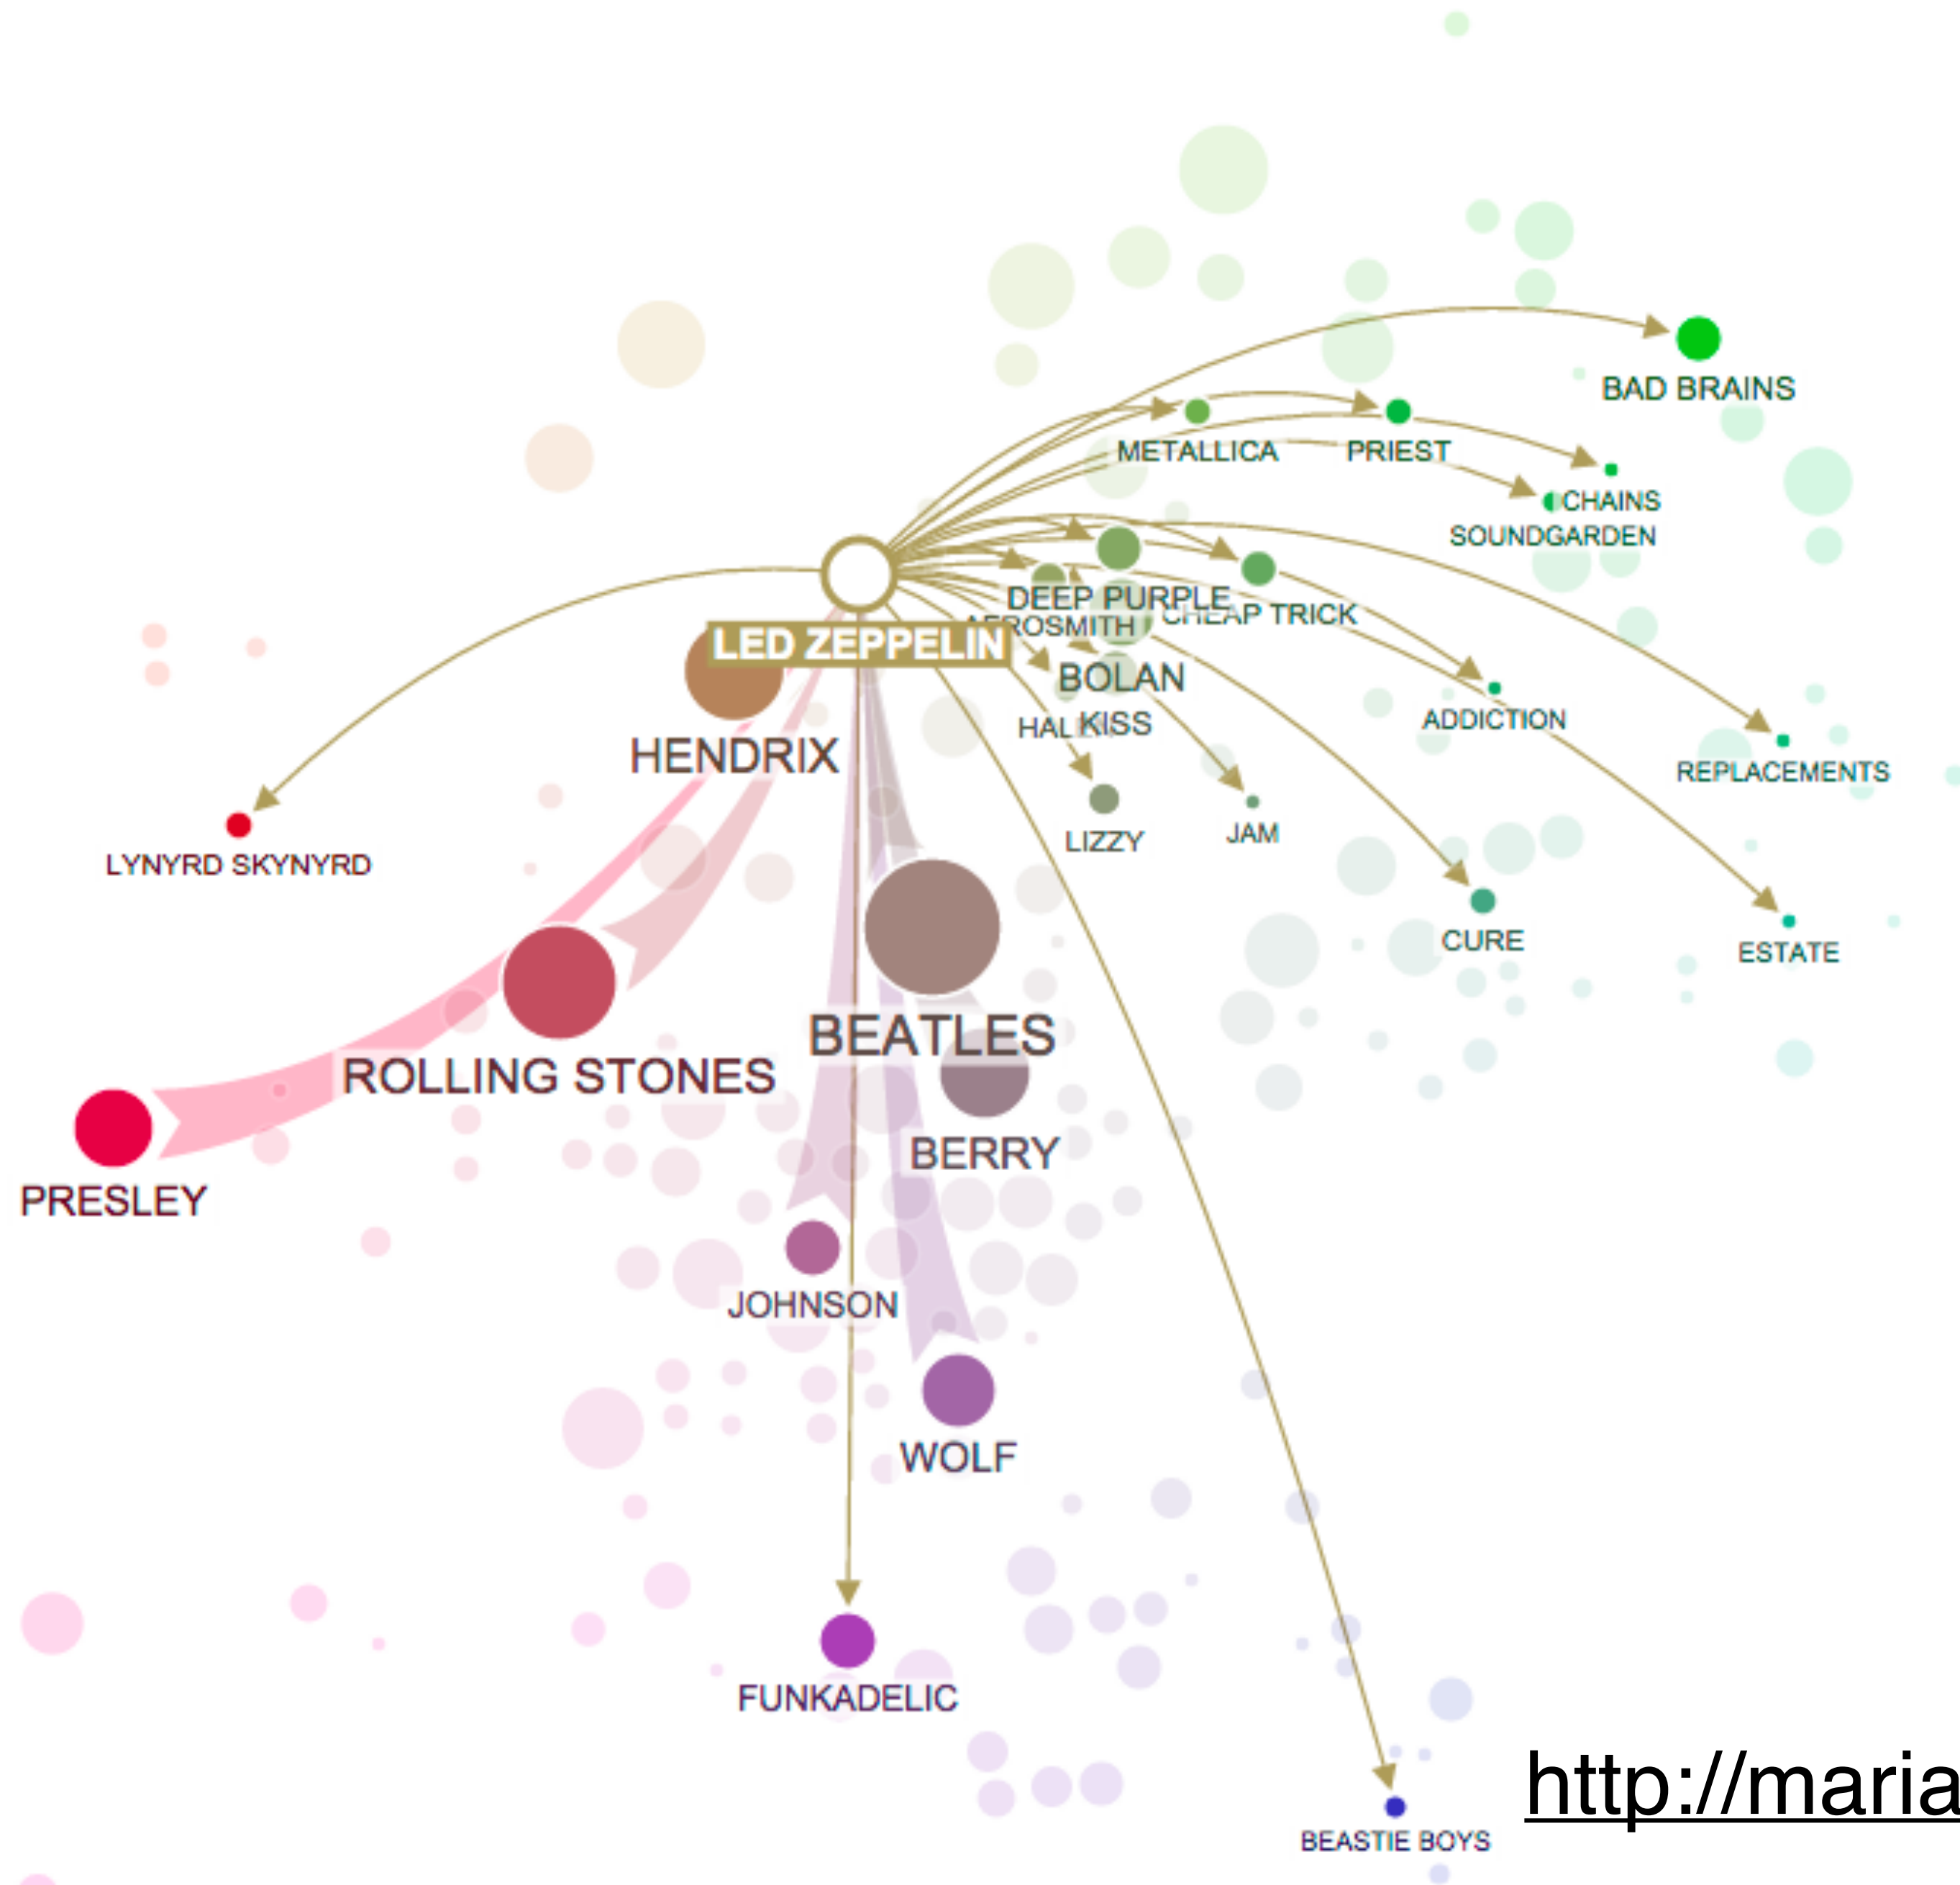 BAD BRAINS
METALLICA
PRIEST
CHAINS
SOUNDGARDEN
DEEP PURPLE
CHEAP TRICK
AEROSMITH
LED ZEPPELIN
BOLAN
KISS
ADDICTION
HENDRIX
REPLACEMENTS
LIZZY
JAM
LYNYRD SKYNYRD
CURE
ESTATE
BEATLES
ROLLING STONES
BERRY
PRESLEY
JOHNSON
WOLF
FUNKADELIC
http://maria
BEASTIE BOYS